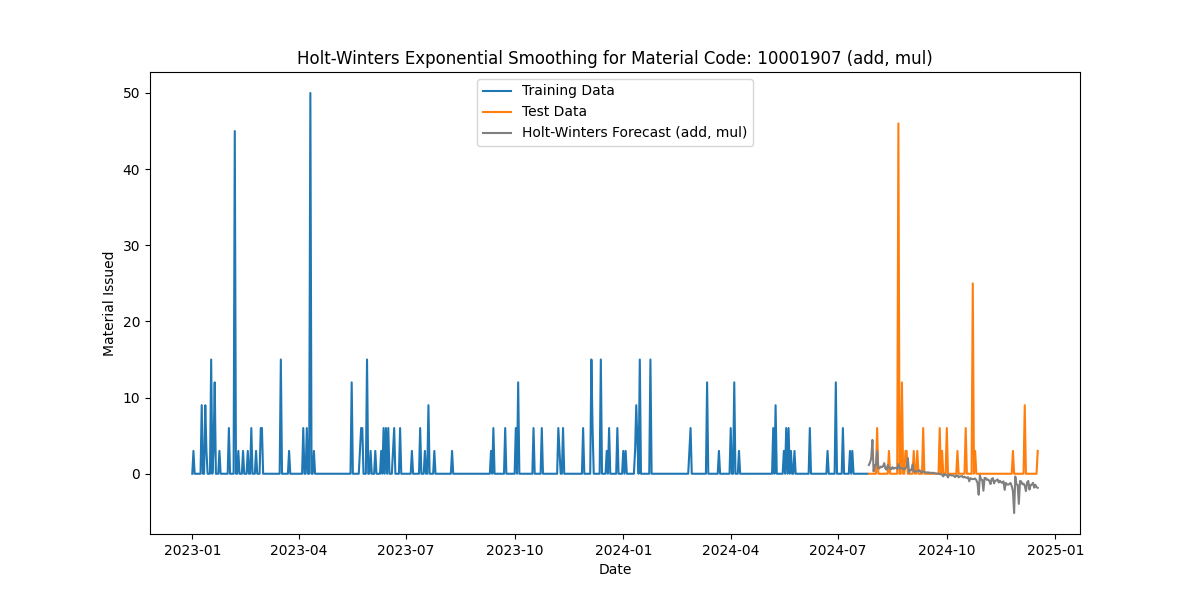 Holt-Winters Exponential Smoothing for Material Code: 10001907 (add, mul)
Training Data
Test Data
Holt-Winters Forecast (add, mul)
Material Issued
50
40
30
20
10
0
2023-01 2023-04 2023-07 2023-10 2024-01 2024-04 2024-07 2024-10 2025-01
Date